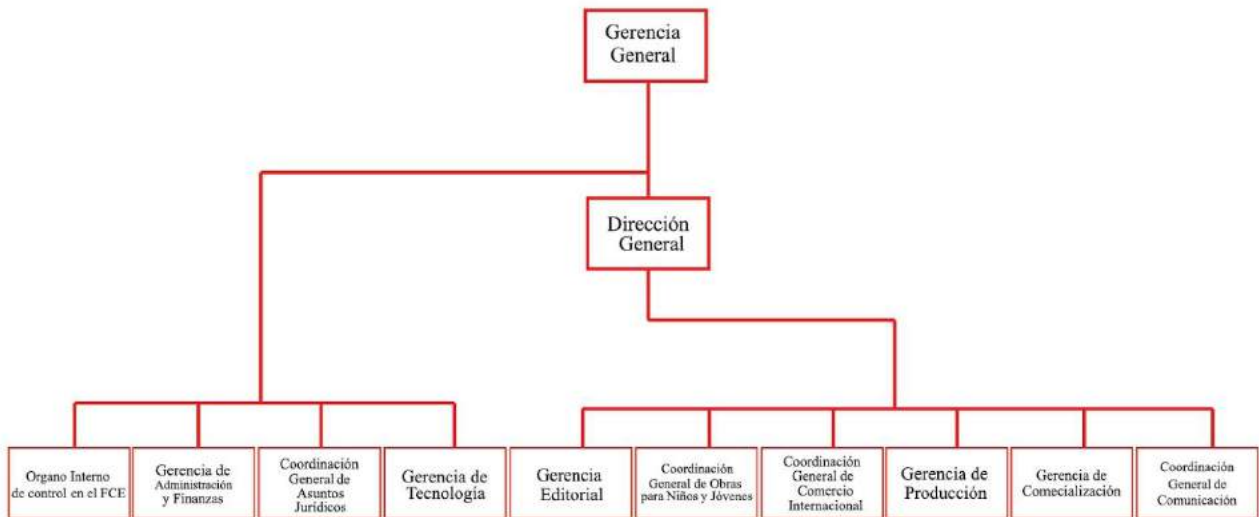 Gerencia
General
Dirección
General
Organo Interno
de control en el FCE
Gerencia de
Administración
y Finanzas
Coordinación
General de
Asuntos
Jurídicos
Gerencia de
Tecnología
Gerencia
Editorial
Coordinación
General de Obras
para Niños y Jóvenes
Coordinación
General de
Comercio
Internacional
Gerencia de
Producción
Gerencia de
Comecialización
Coordinación
General de
Comunicación